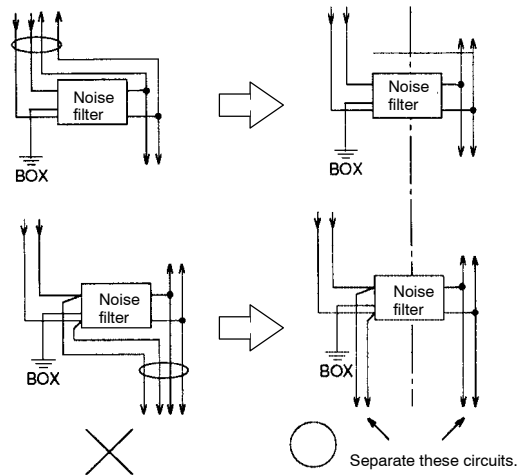 Noise
filter
BOX
Noise
filter
BOX
Noise
filter
BOX
Noise
filter
BOX
Separate these circuits.